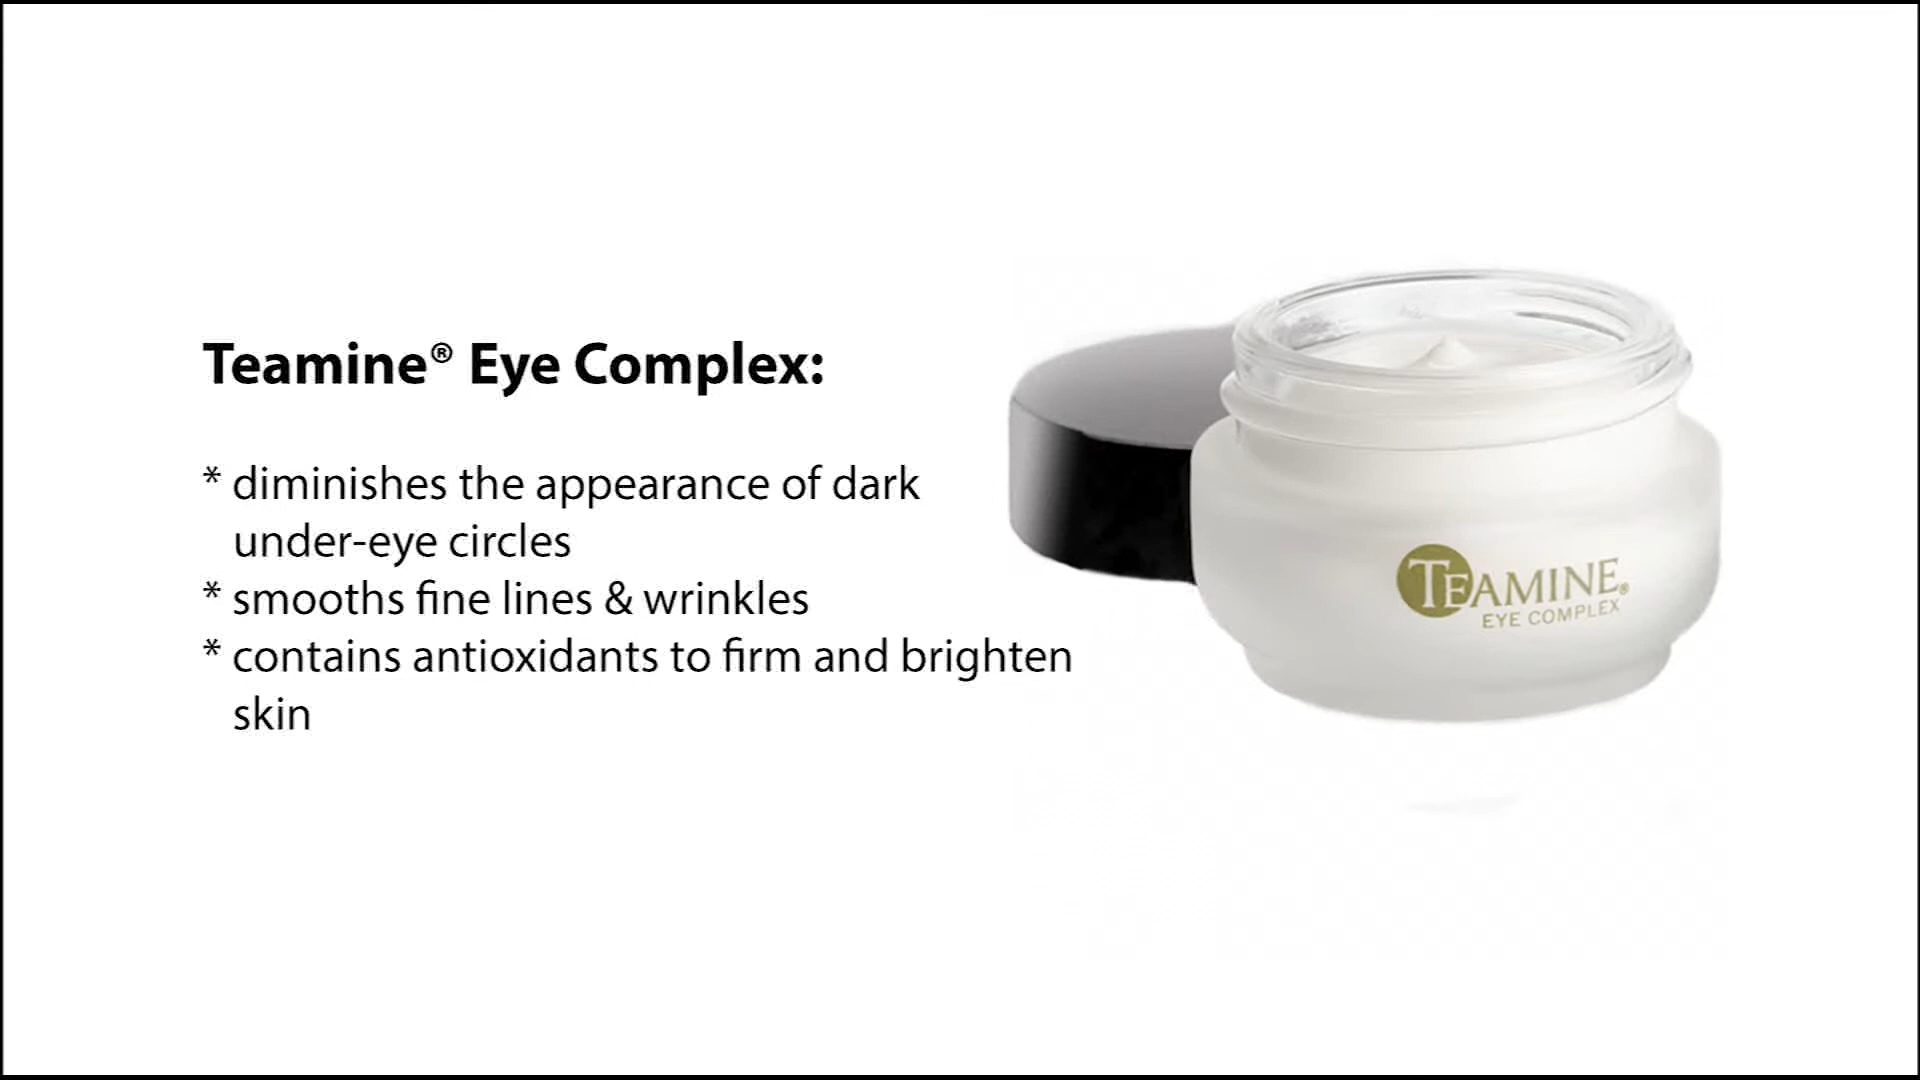 Teamine® Eye Complex:
* diminishes the appearance of dark
under-eye circles
* smooths fine lines & wrinkles
* contains antioxidants to firm and brighten
skin
TEAMINE®
EYE COMPLEX